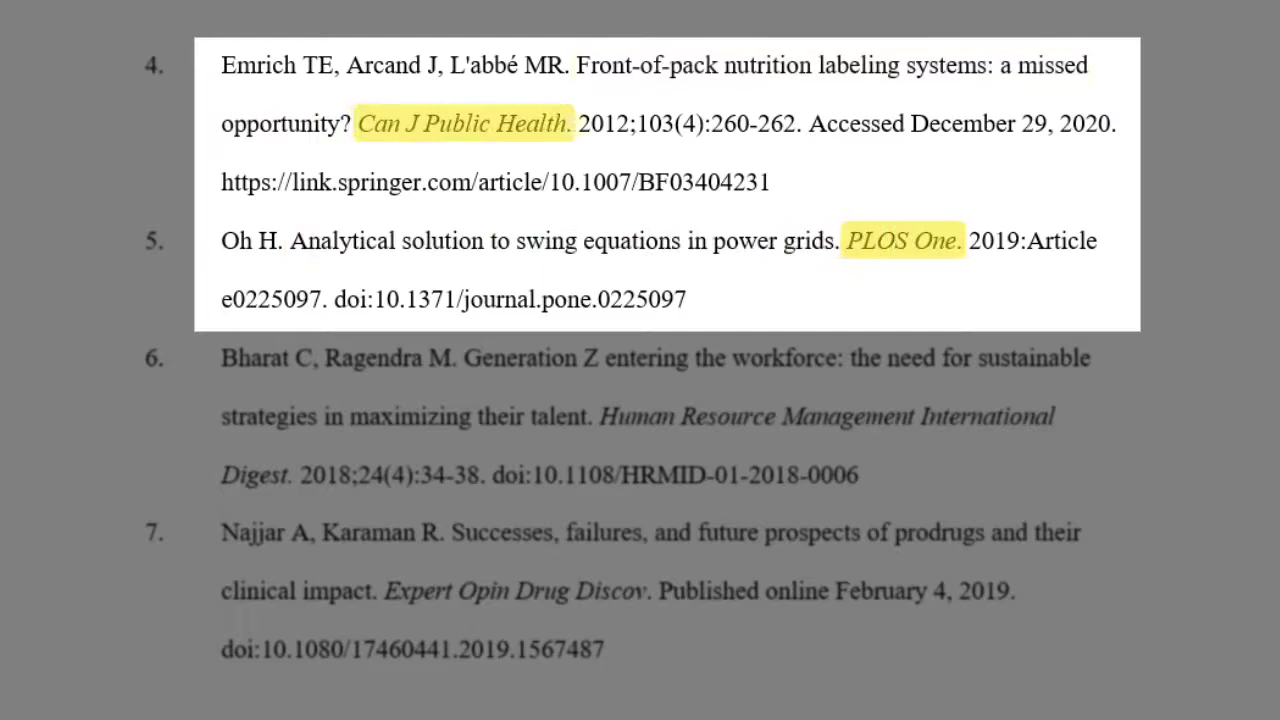 4. Emrich TE, Arcand J, L'abbé MR. Front-of-pack nutrition labeling systems: a missed
opportunity? Can J Public Health. 2012;103(4):260-262. Accessed December 29, 2020.
https://link.springer.com/article/10.1007/BF03404231
5. Oh H. Analytical solution to swing equations in power grids. PLOS One. 2019:Article
e0225097. doi:10.1371/journal.pone.0225097
6. Bharat C, Ragendra M. Generation Z entering the workforce: the need for sustainable
strategies in maximizing their talent. Human Resource Management International
Digest. 2018;24(4):34-38. doi:10.1108/HRMID-01-2018-0006
7. Najjar A, Karaman R. Successes, failures, and future prospects of prodrugs and their
clinical impact. Expert Opin Drug Discov. Published online February 4, 2019.
doi:10.1080/17460441.2019.1567487